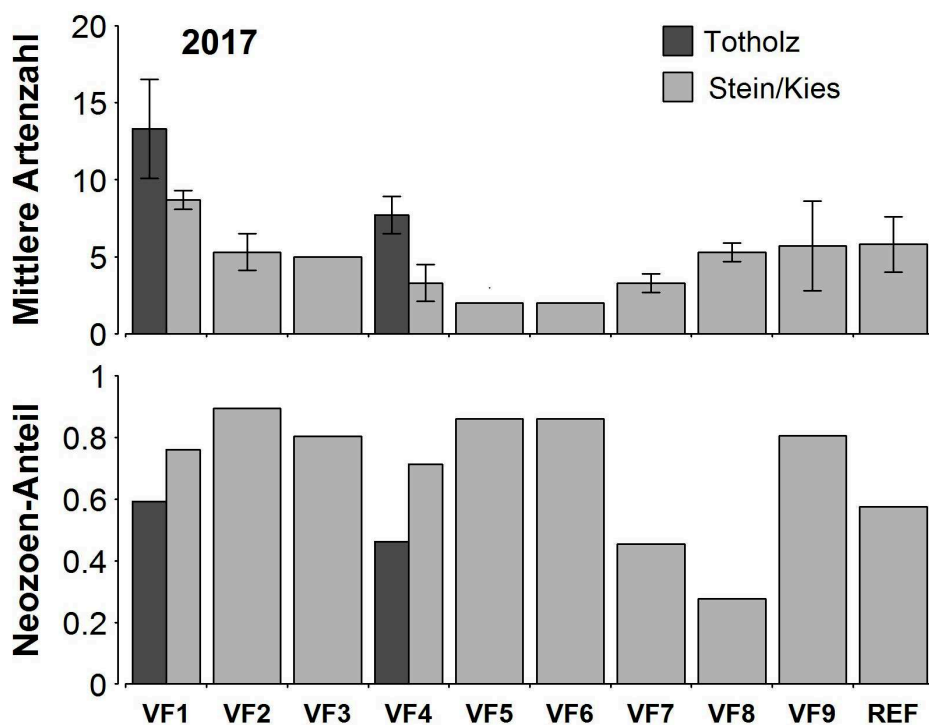 2017
Totholz
Stein/Kies
Mittlere Artenzahl
20
15
10
5
0
Neozoen-Anteil
1
0.8
0.6
0.4
0.2
0
VF1 VF2 VF3 VF4 VF5 VF6 VF7 VF8 VF9 REF